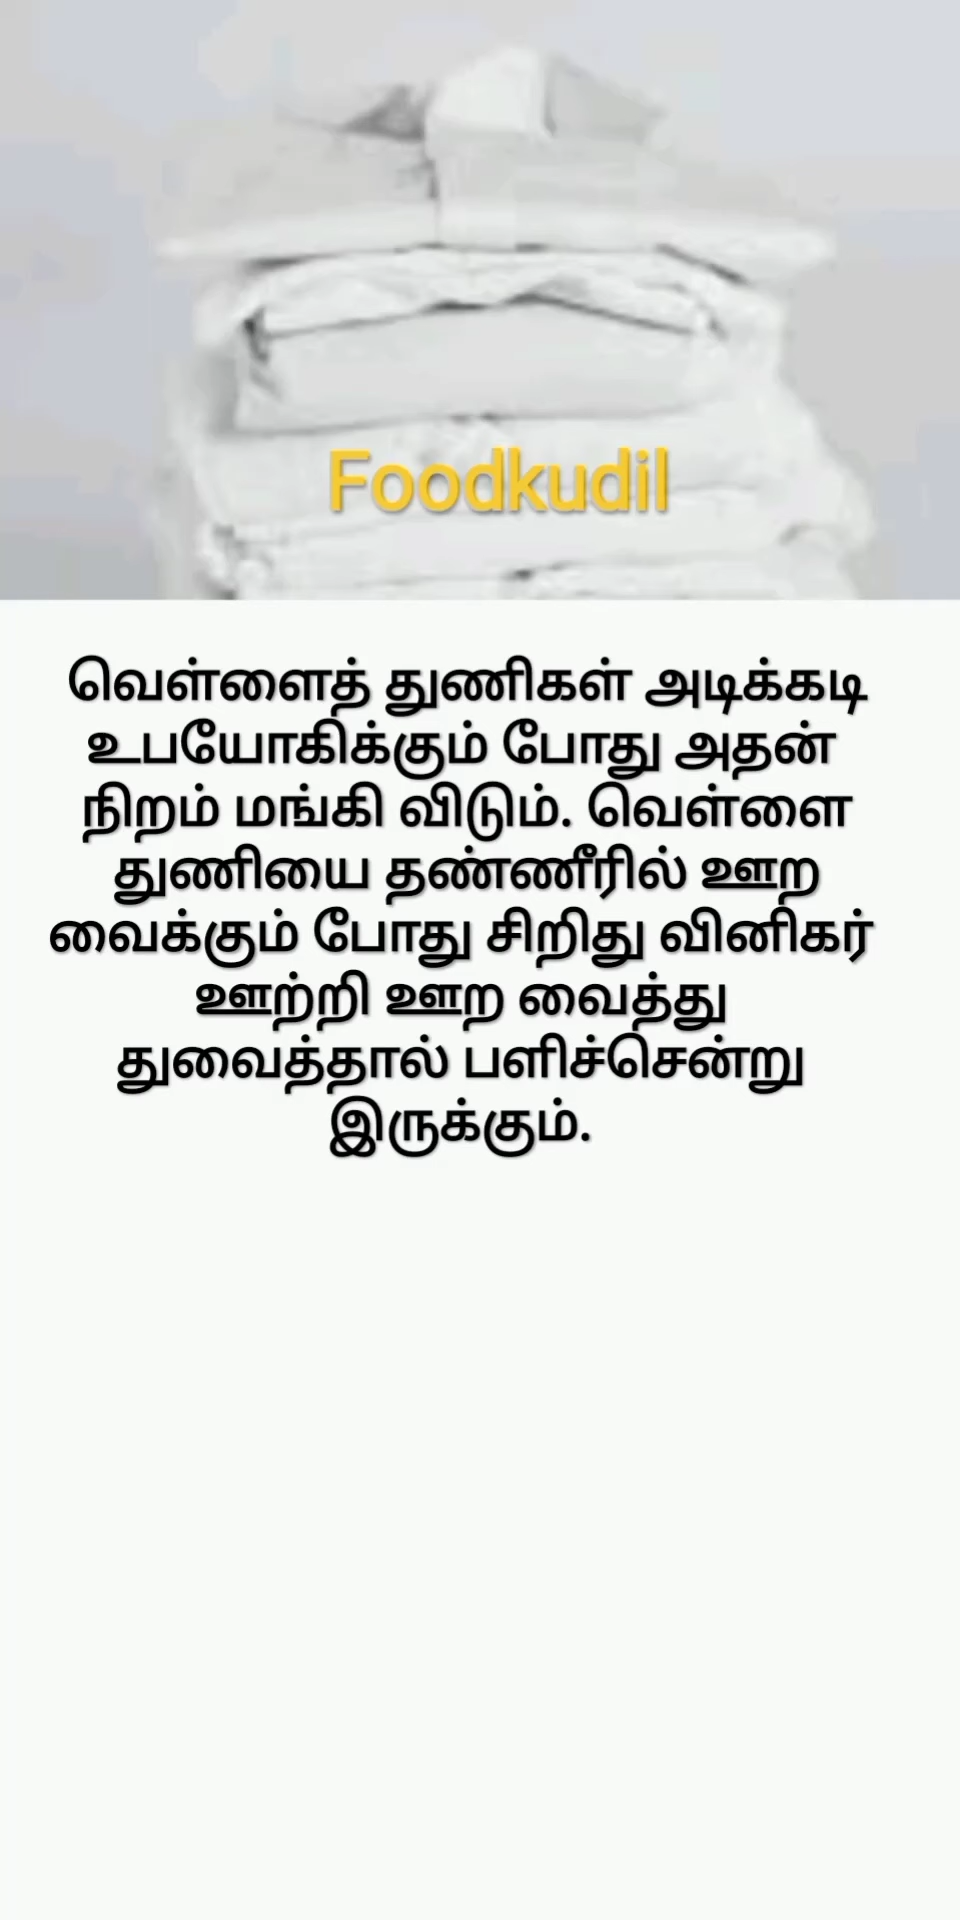 Foodkudil
வெள்ளைத் துணிகள் அடிக்கடி
உபயோகிக்கும் போது அதன்
நிறம் மங்கி விடும். வெள்ளை
துணியை தண்ணீரில் ஊற
வைக்கும் போது சிறிது வினிகர்
ஊற்றி ஊற வைத்து
துவைத்தால் பளிச்சென்று
இருக்கும்.